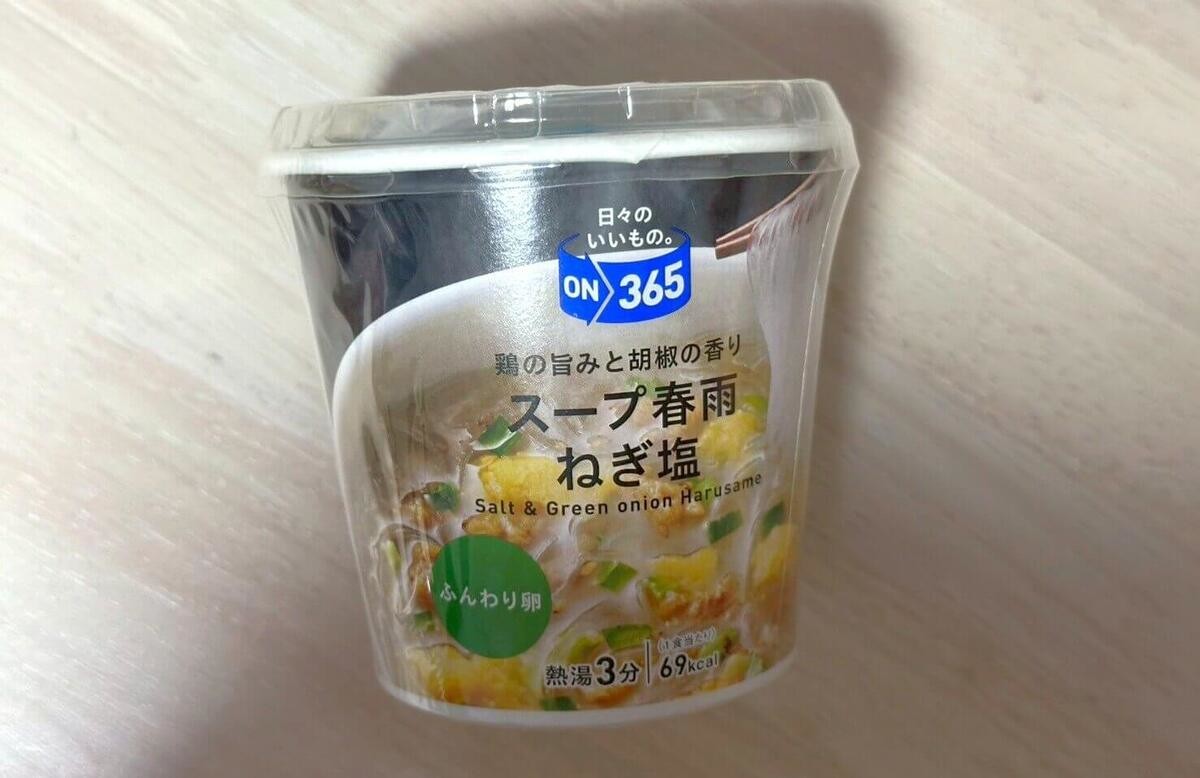 日々の
いいもの。
ON 365
鶏の旨みと胡椒の香り
スープ春雨
ねぎ塩
Salt & Green onion Harusame
ふんわり卵
熱湯3分
(1食当たり)
69kcal